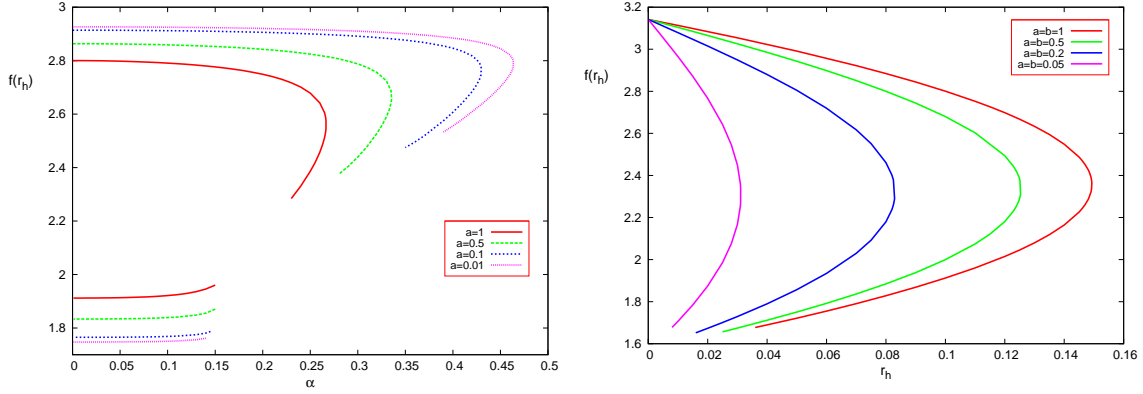 3
2.8
2.6
2.4
2.2
2
1.8
f(r_h)
a=1
a=0.5
a=0.1
a=0.01
0 0.05 0.1 0.15 0.2 0.25 0.3 0.35 0.4 0.45 0.5
α
3.2
3
2.8
2.6
2.4
2.2
2
1.8
1.6
f(r_h)
a=b=1
a=b=0.5
a=b=0.2
a=b=0.05
0 0.02 0.04 0.06 0.08 0.1 0.12 0.14 0.16
r_h